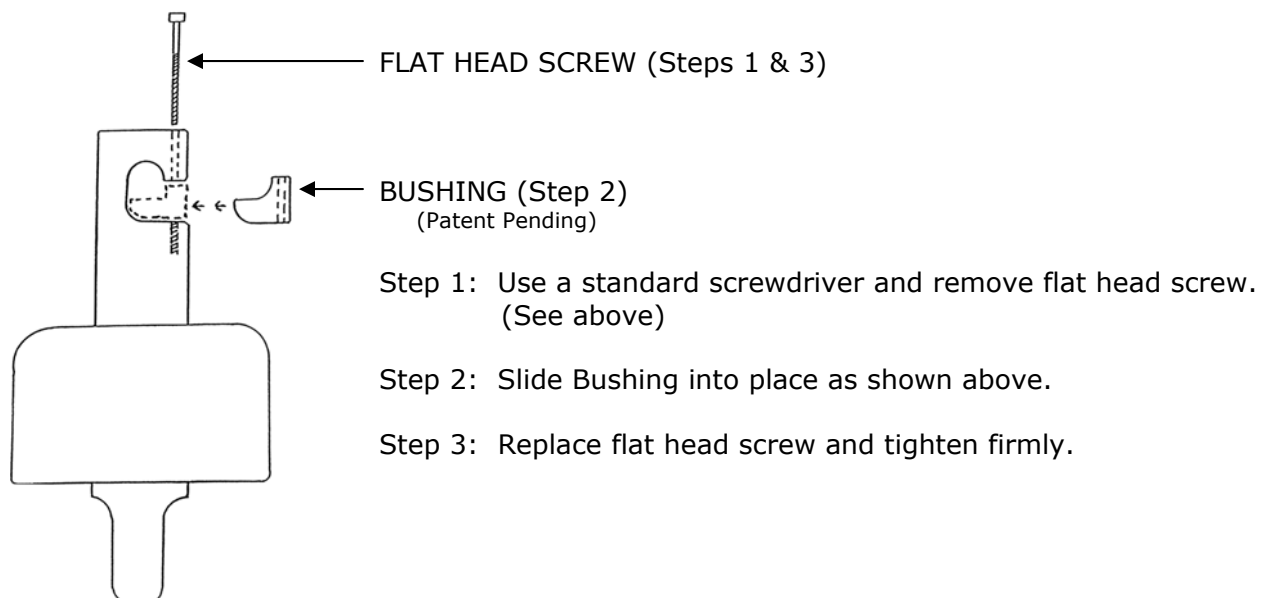 FLAT HEAD SCREW (Steps 1 & 3)
BUSHING (Step 2)
(Patent Pending)
Step 1: Use a standard screwdriver and remove flat head screw.
(See above)
Step 2: Slide Bushing into place as shown above.
Step 3: Replace flat head screw and tighten firmly.